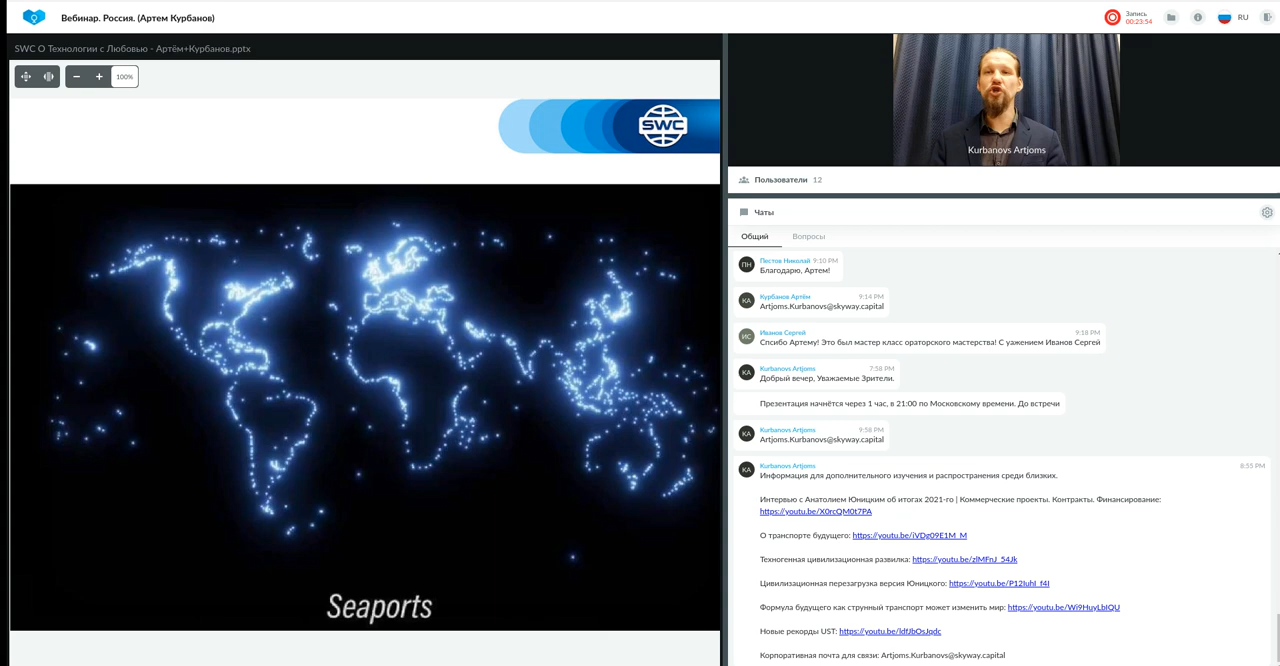 Вебинар. Россия. (Артем Курбанов)
Запись
00:23:54
RU
SWC О Технологии с Любовью - Артём+Курбанов.pptx
100%
SWC
Seaports
Kurbanovs Artjoms
Пользователи 12
Чаты
Общий Вопросы
ПН Пестов Николай 9:10 PM
Благодарю, Артем!
КА Курбанов Артём 9:14 PM
Artjoms.Kurbanovs@skyway.capital
ИС Иванов Сергей 9:18 PM
Спсибо Артему! Это был мастер класс ораторского мастерства! С уажением Иванов Сергей
KA Kurbanovs Artjoms 7:58 PM
Добрый вечер, Уважаемые Зрители.
Презентация начнётся через 1 час, в 21:00 по Московскому времени. До встречи
KA Kurbanovs Artjoms 9:58 PM
Artjoms.Kurbanovs@skyway.capital
KA Kurbanovs Artjoms 8:55 PM
Информация для дополнительного изучения и распространения среди близких.
Интервью с Анатолием Юницким об итогах 2021-го | Коммерческие проекты. Контракты. Финансирование:
https://youtu.be/X0rcQM0t7PA
О транспорте будущего: https://youtu.be/iVDg09E1M_M
Техногенная цивилизационная развилка: https://youtu.be/zlMFnJ_54Jk
Цивилизационная перезагрузка версия Юницкого: https://youtu.be/P12IuhI_f4I
Формула будущего как струнный транспорт может изменить мир: https://youtu.be/Wi9HuyLbIQU
Новые рекорды UST: https://youtu.be/ldfJbOsJqdc
Корпоративная почта для связи: Artjoms.Kurbanovs@skyway.capital